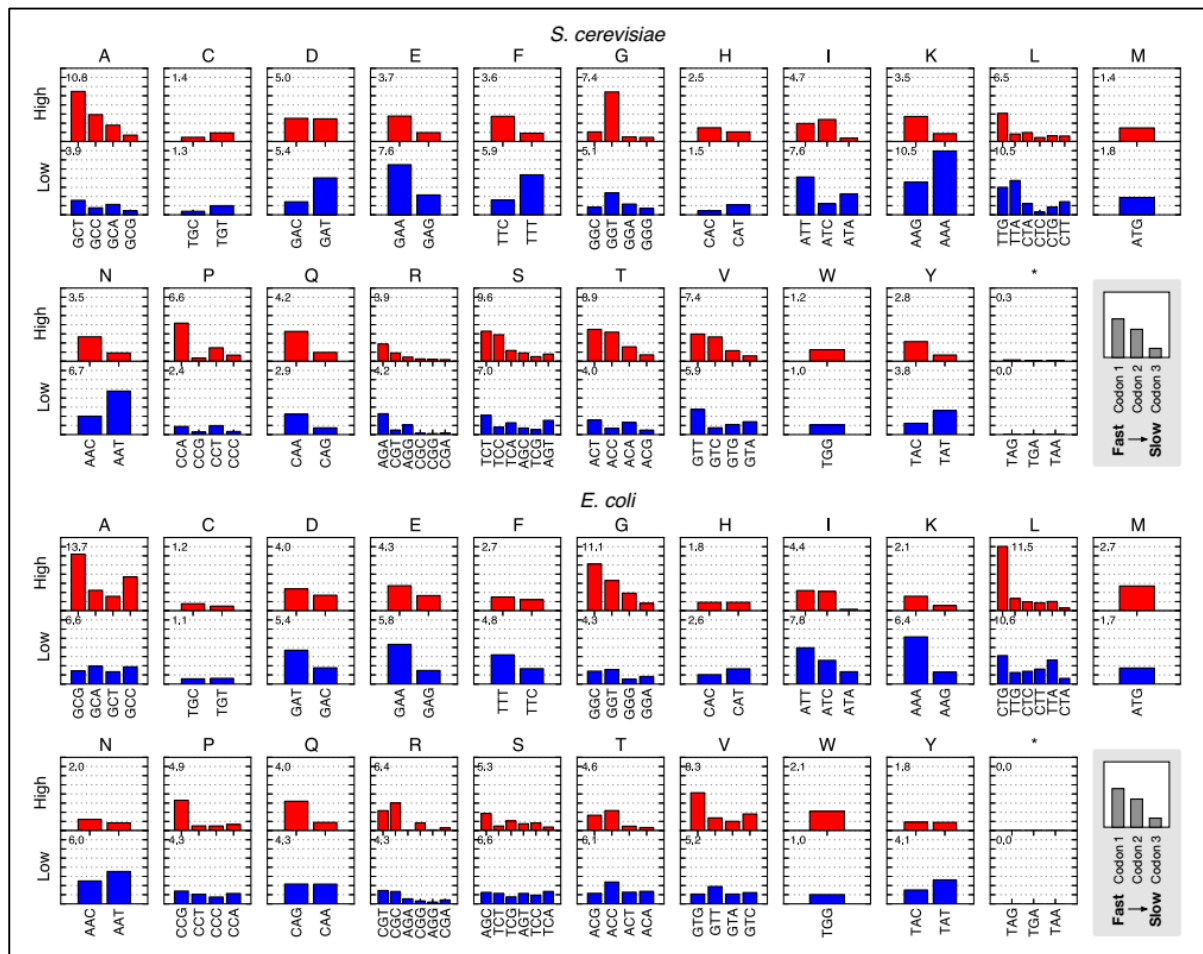 S. cerevisiae
A C D E F G H I K L M
High
10.8 1.4 5.0 3.7 3.6 7.4 2.5 4.7 3.5 6.5 1.4
Low
3.9 1.3 5.4 7.6 5.9 5.1 1.5 7.6 10.5 10.5 1.8
GCT GCC GCA GCG TGC TGT GAC GAT GAA GAG TTC TTT GGC GGT GGA GGG CAC CAT ATT ATC ATA AAG AAA TTG TTA CTA CTC CTG CTT ATG
N P Q R S T V W Y *
High
3.5 6.6 4.2 3.9 9.6 8.9 7.4 1.2 2.8 0.3
Low
6.7 2.4 2.9 4.2 7.0 4.0 5.9 1.0 3.8 0.0
AAC AAT CCA CCG CCT CCC CAA CAG AGA CGT AGG CGC CGG CGA TCT TCC TCA AGC TCG AGT ACT ACC ACA ACG GTT GTC GTG GTA TGG TAC TAT TAG TGA TAA
Codon 1 Codon 2 Codon 3
Fast → Slow
E. coli
A C D E F G H I K L M
High
13.7 1.2 4.0 4.3 2.7 11.1 1.8 4.4 2.1 11.5 2.7
Low
6.6 1.1 5.4 5.8 4.8 4.3 2.6 7.8 6.4 10.6 1.7
GCG GCA GCT GCC TGC TGT GAT GAC GAA GAG TTT TTC GGC GGT GGG GGA CAC CAT ATT ATC ATA AAA AAG CTG TTG CTC CTT TTA CTA ATG
N P Q R S T V W Y *
High
2.0 4.9 4.0 6.4 5.3 4.6 8.3 2.1 1.8 0.0
Low
6.0 4.3 4.3 4.3 6.6 6.1 5.2 1.0 4.1 0.0
AAC AAT CCG CCT CCC CCA CAG CAA CGT CGC AGA CGG AGG CGA AGC TCT TCG AGT TCC TCA ACG ACC ACT ACA GTG GTT GTA GTC TGG TAC TAT TAG TGA TAA
Codon 1 Codon 2 Codon 3
Fast → Slow